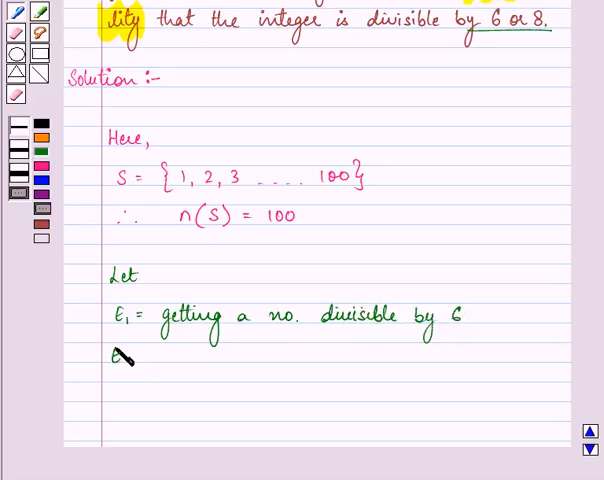 lity that the integer is divisible by 6 or 8.
Solution :-
Here,
S = { 1, 2, 3 .... 100}
∴ n(S) = 100
Let
E₁ = getting a no. divisible by 6
E